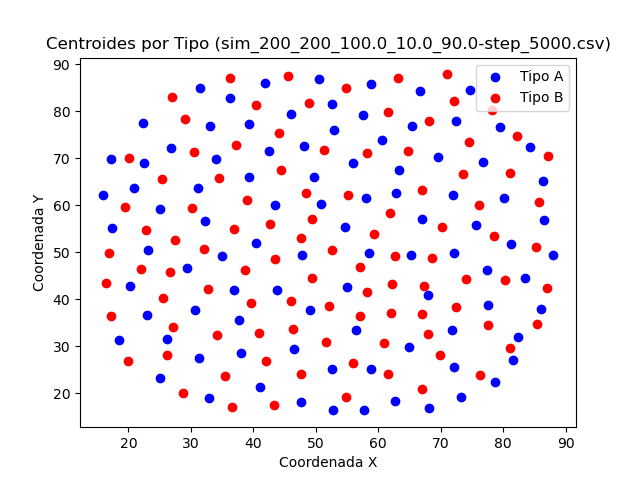 Centroides por Tipo (sim_200_200_100.0_10.0_90.0-step_5000.csv)
Tipo A
Tipo B
90
80
70
60
50
40
30
20
Coordenada Y
20 30 40 50 60 70 80 90
Coordenada X